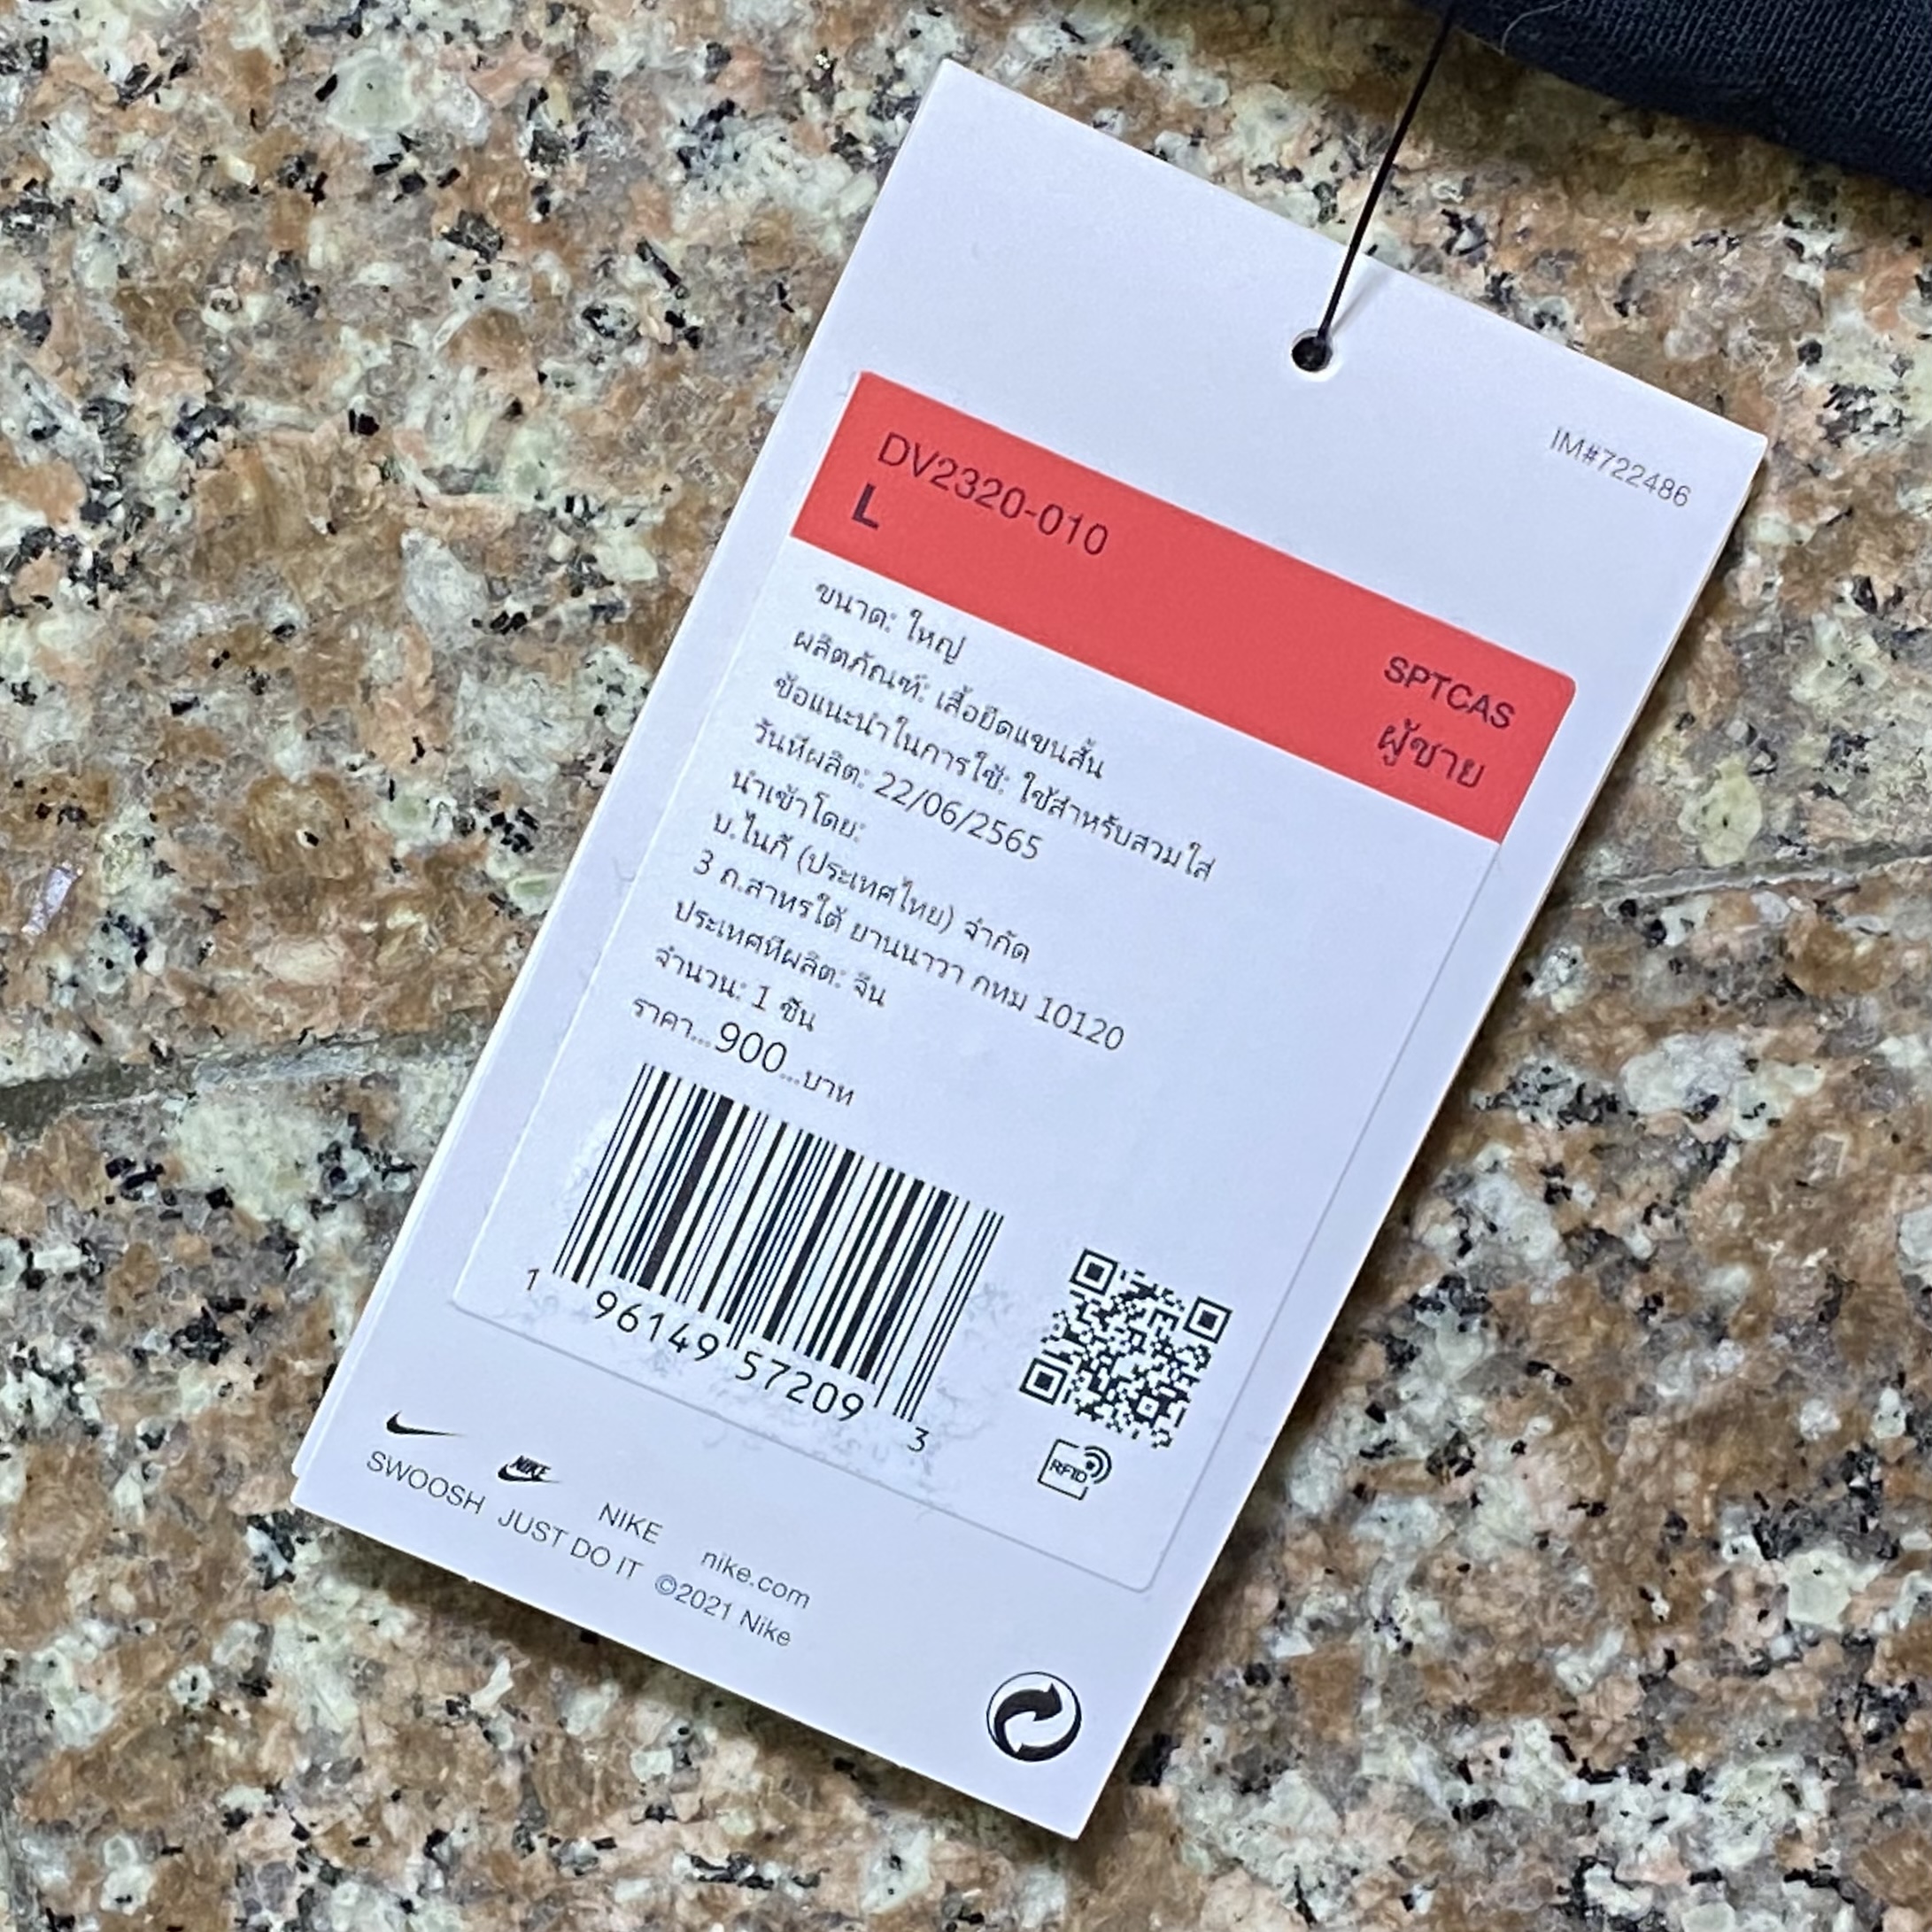 IM#722486
DV2320-010
L
SPTCAS
ผู้ชาย
ขนาด: ใหญ่
ผลิตภัณฑ์: เสื้อยืดแขนสั้น
ข้อแนะนำในการใช้: ใช้สำหรับสวมใส่
วันที่ผลิต: 22/06/2565
นำเข้าโดย:
บ.ไนกี้ (ประเทศไทย) จำกัด
3 ถ.สาทรใต้ ยานนาวา กทม 10120
ประเทศที่ผลิต: จีน
จำนวน: 1 ชิ้น
ราคา...900...บาท
1 96149 57209 3
RFID
NIKE
NIKE nike.com
SWOOSH JUST DO IT ©2021 Nike